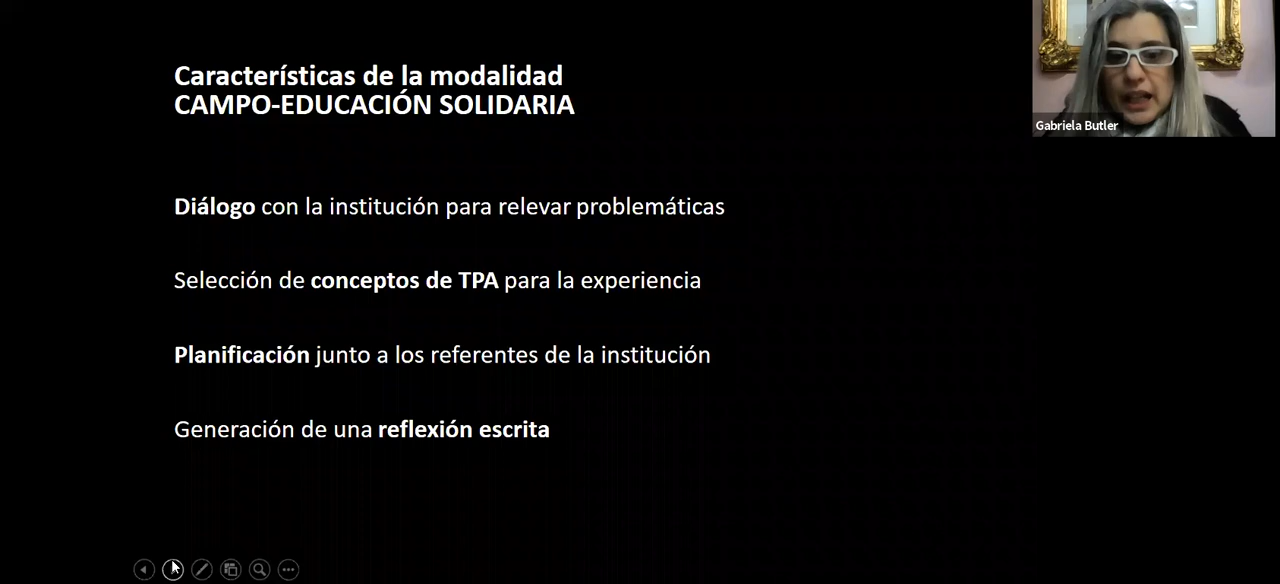 Características de la modalidad
CAMPO-EDUCACIÓN SOLIDARIA
Gabriela Butler
Diálogo con la institución para relevar problemáticas
Selección de conceptos de TPA para la experiencia
Planificación junto a los referentes de la institución
Generación de una reflexión escrita